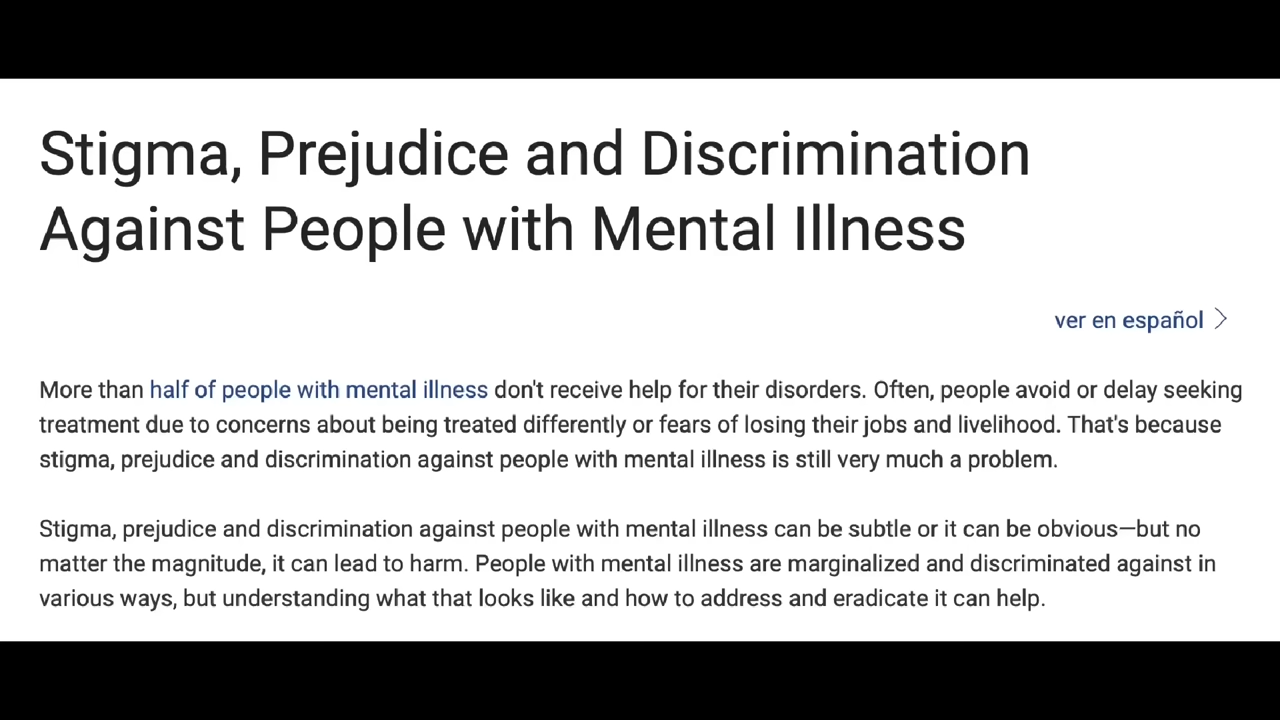 Stigma, Prejudice and Discrimination
Against People with Mental Illness
ver en español
More than half of people with mental illness don't receive help for their disorders. Often, people avoid or delay seeking
treatment due to concerns about being treated differently or fears of losing their jobs and livelihood. That's because
stigma, prejudice and discrimination against people with mental illness is still very much a problem.
Stigma, prejudice and discrimination against people with mental illness can be subtle or it can be obvious—but no
matter the magnitude, it can lead to harm. People with mental illness are marginalized and discriminated against in
various ways, but understanding what that looks like and how to address and eradicate it can help.